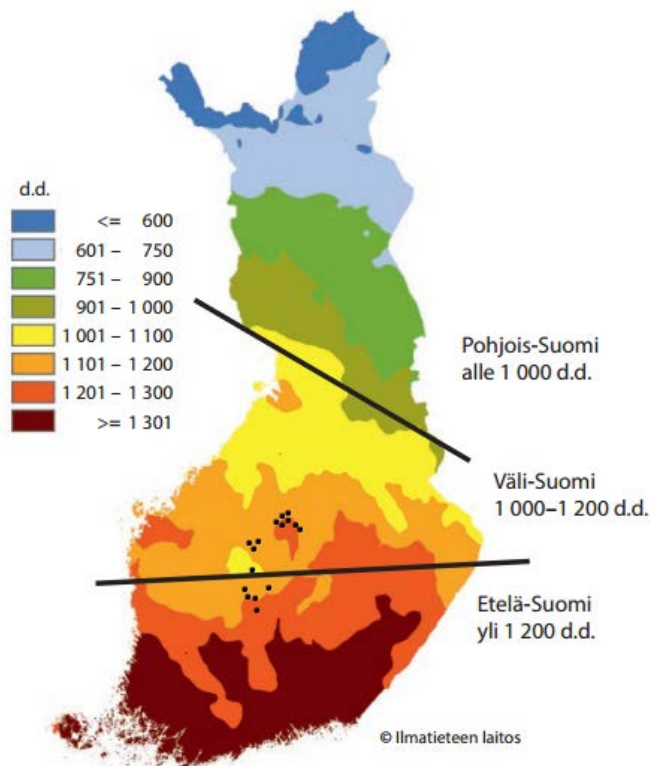 d.d.
<= 600
601 – 750
751 – 900
901 – 1 000
1 001 – 1 100
1 101 – 1 200
1 201 – 1 300
>= 1 301
Pohjois-Suomi
alle 1 000 d.d.
Väli-Suomi
1 000–1 200 d.d.
Etelä-Suomi
yli 1 200 d.d.
© Ilmatieteen laitos